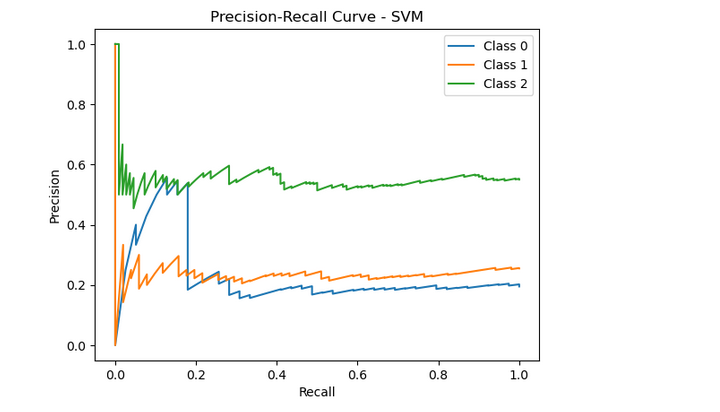 Precision-Recall Curve - SVM
Class 0
Class 1
Class 2
Precision
1.0
0.8
0.6
0.4
0.2
0.0
0.0 0.2 0.4 0.6 0.8 1.0
Recall